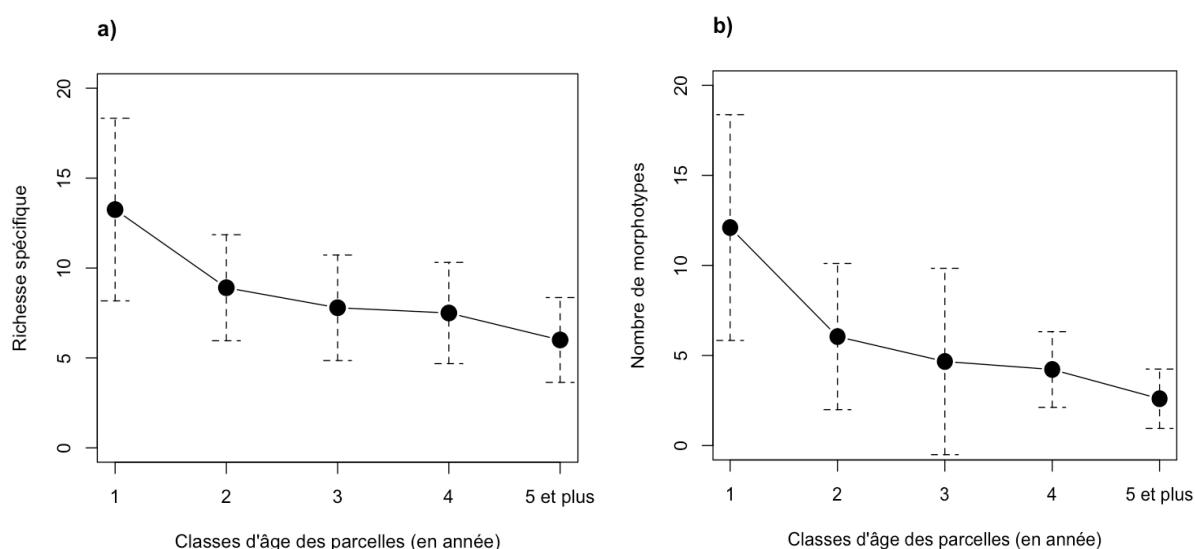 a)
20
15
10
5
0
Richesse spécifique
1 2 3 4 5 et plus
Classes d'âge des parcelles (en année)
b)
20
15
10
5
0
Nombre de morphotypes
1 2 3 4 5 et plus
Classes d'âge des parcelles (en année)